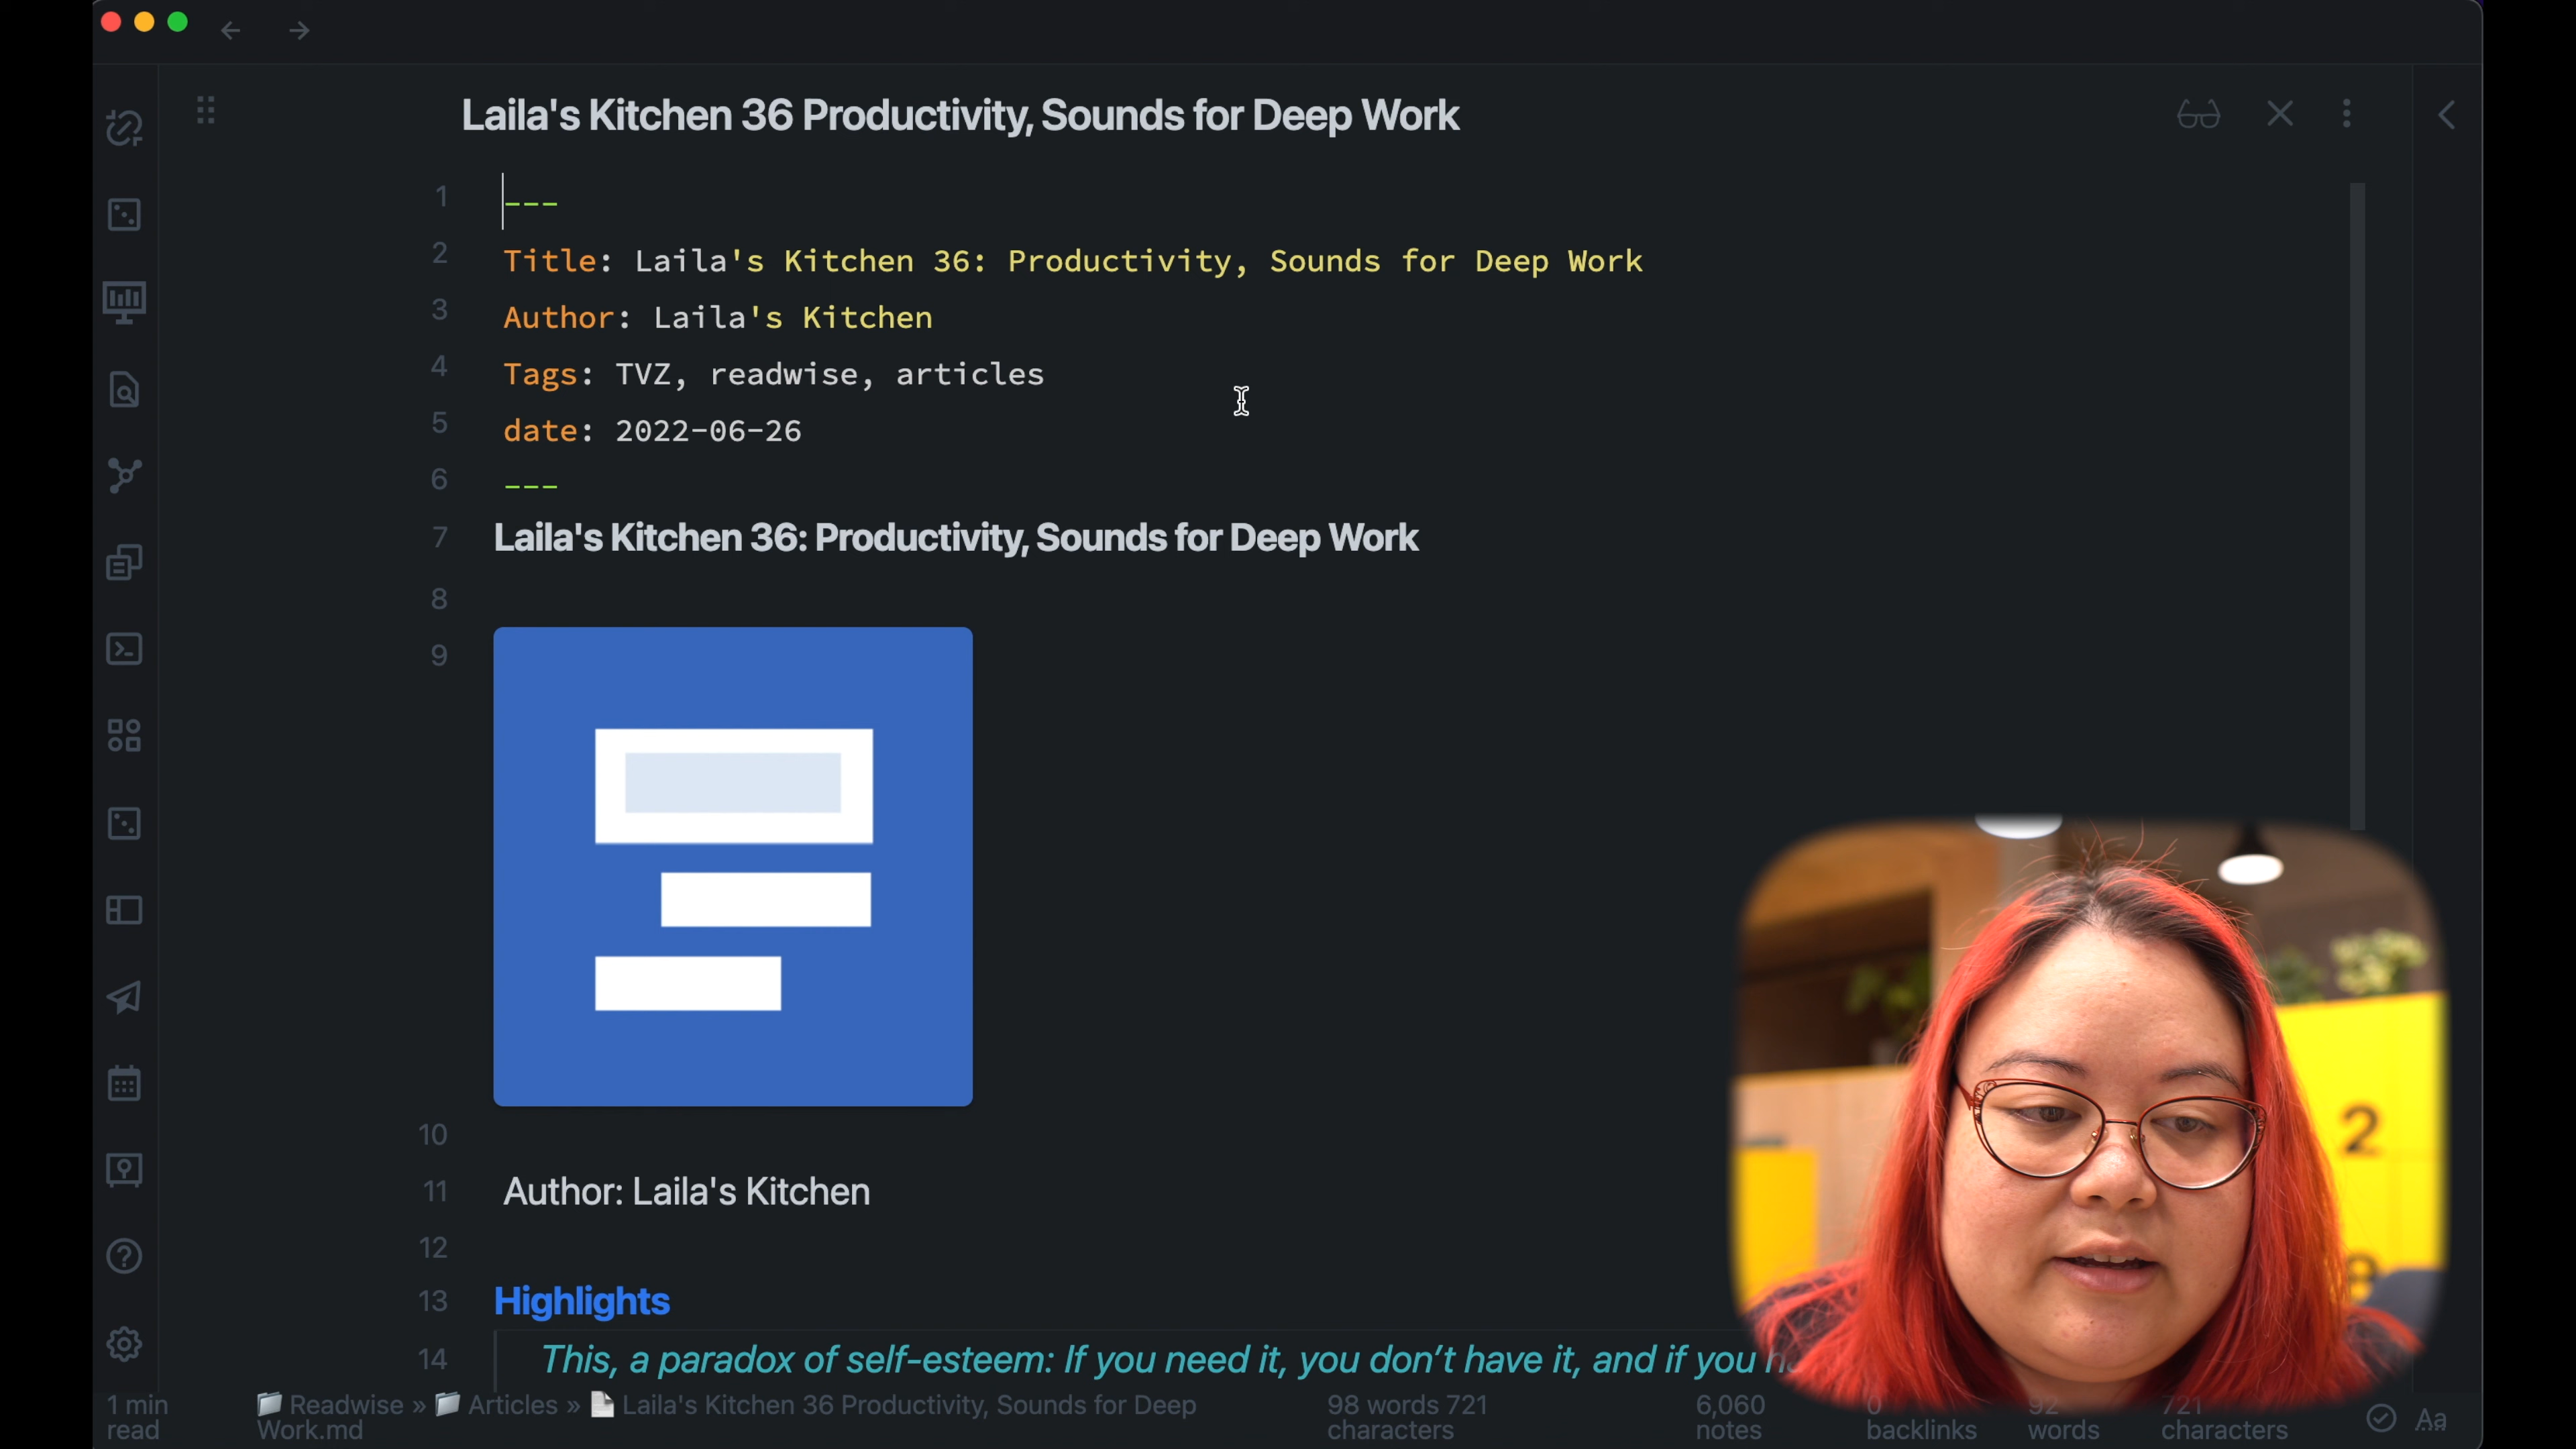 Laila's Kitchen 36 Productivity, Sounds for Deep Work
1 ---
2 Title: Laila's Kitchen 36: Productivity, Sounds for Deep Work
3 Author: Laila's Kitchen
4 Tags: TVZ, readwise, articles
5 date: 2022-06-26
6 ---
7 Laila's Kitchen 36: Productivity, Sounds for Deep Work
8
9
10
11 Author: Laila's Kitchen
12
13 Highlights
14 This, a paradox of self-esteem: If you need it, you don’t have it, and if you
2
1 min read
Readwise » Articles » Laila's Kitchen 36 Productivity, Sounds for Deep
Work.md
98 words 721
characters
6,060
notes
0
backlinks
92
words
721
characters
Aa